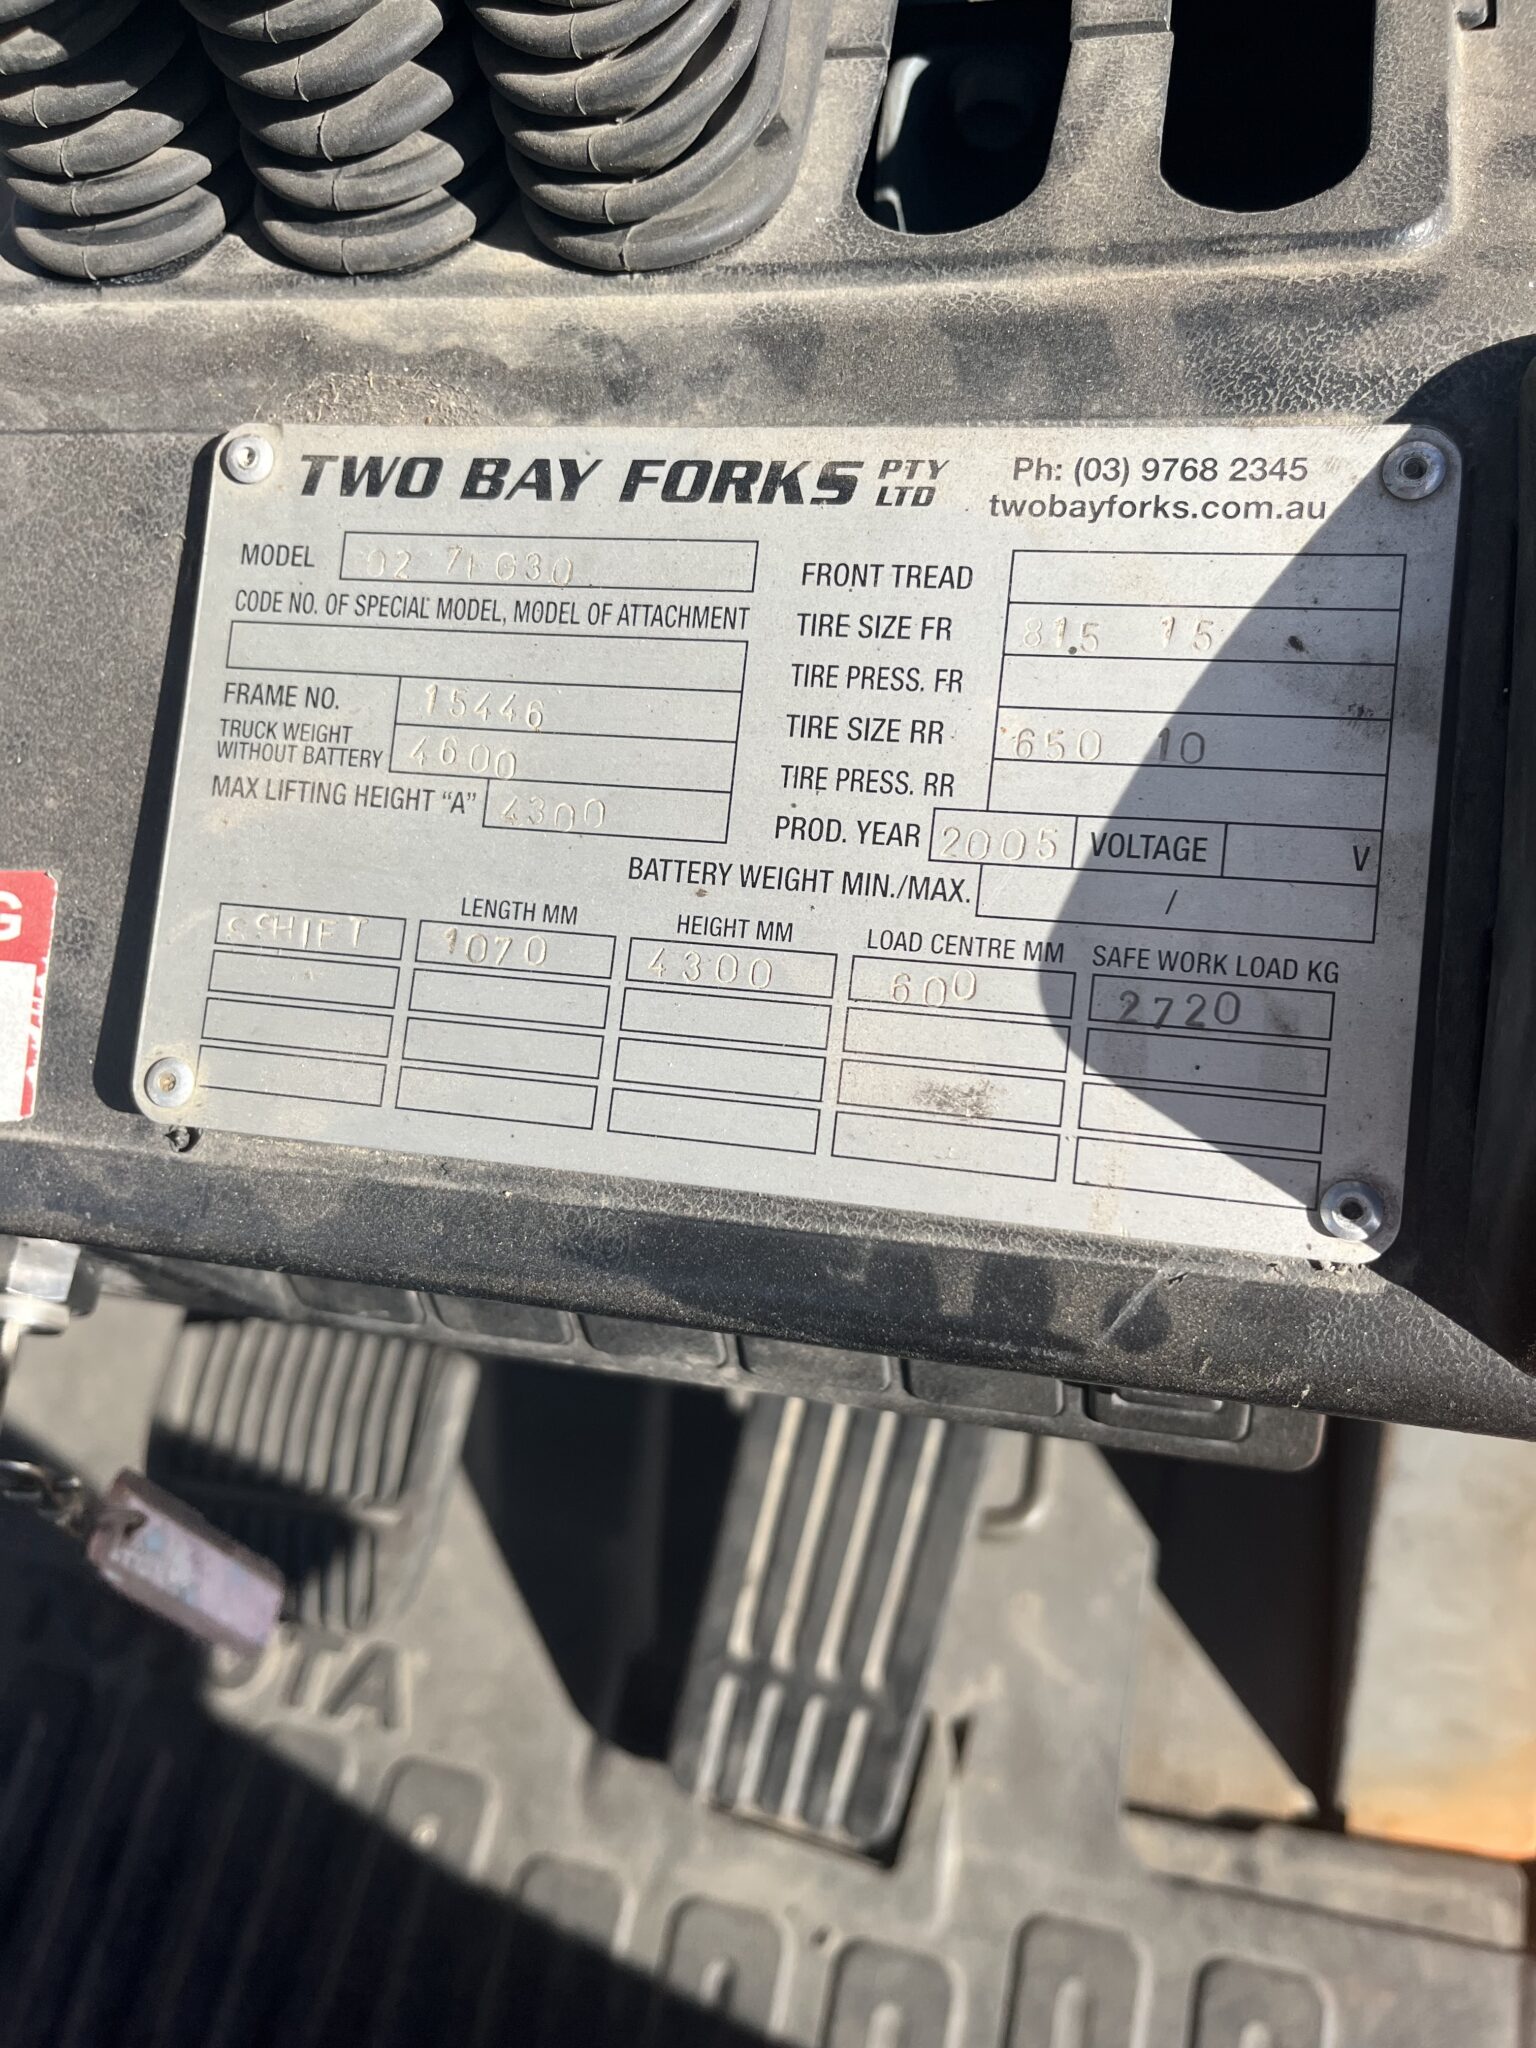 TWO BAY FORKS PTY LTD
Ph: (03) 9768 2345
twobayforks.com.au
MODEL 02 7FG30
CODE NO. OF SPECIAL MODEL, MODEL OF ATTACHMENT
FRAME NO. 15446
TRUCK WEIGHT
WITHOUT BATTERY 4600
MAX LIFTING HEIGHT “A” 4300
FRONT TREAD
TIRE SIZE FR 815 15
TIRE PRESS. FR
TIRE SIZE RR 650 10
TIRE PRESS. RR
PROD. YEAR 2005 VOLTAGE V
BATTERY WEIGHT MIN./MAX. /
LENGTH MM HEIGHT MM LOAD CENTRE MM SAFE WORK LOAD KG
SSHIFT 1070 4300 600 2720
G
OTA